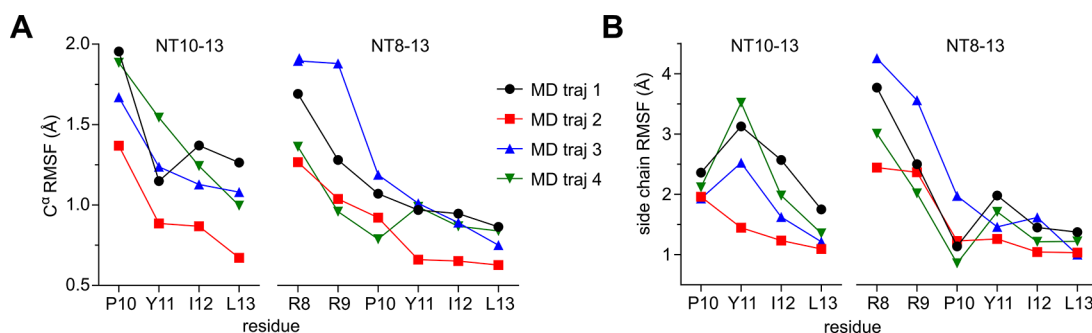 A
NT10-13
NT8-13
2.0
1.5
1.0
0.5
Cα RMSF (Å)
P10 Y11 I12 L13
R8 R9 P10 Y11 I12 L13
residue
MD traj 1
MD traj 2
MD traj 3
MD traj 4
B
NT10-13
NT8-13
4
3
2
1
side chain RMSF (Å)
P10 Y11 I12 L13
R8 R9 P10 Y11 I12 L13
residue